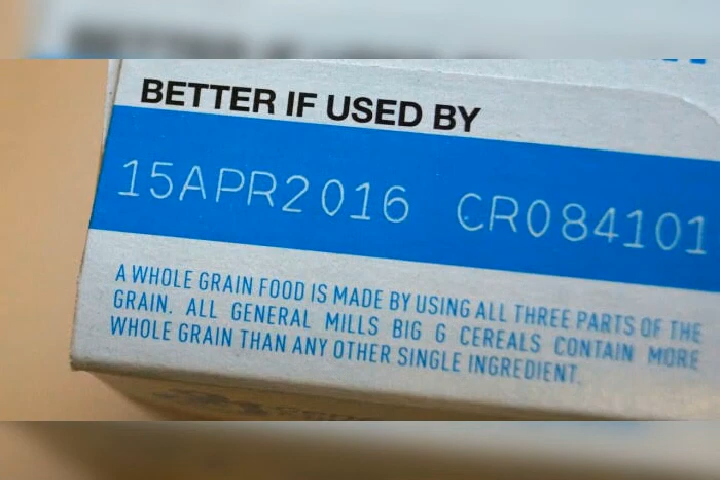 BETTER IF USED BY
15APR2016 CR084101
A WHOLE GRAIN FOOD IS MADE BY USING ALL THREE PARTS OF THE
GRAIN. ALL GENERAL MILLS BIG G CEREALS CONTAIN MORE
WHOLE GRAIN THAN ANY OTHER SINGLE INGREDIENT.